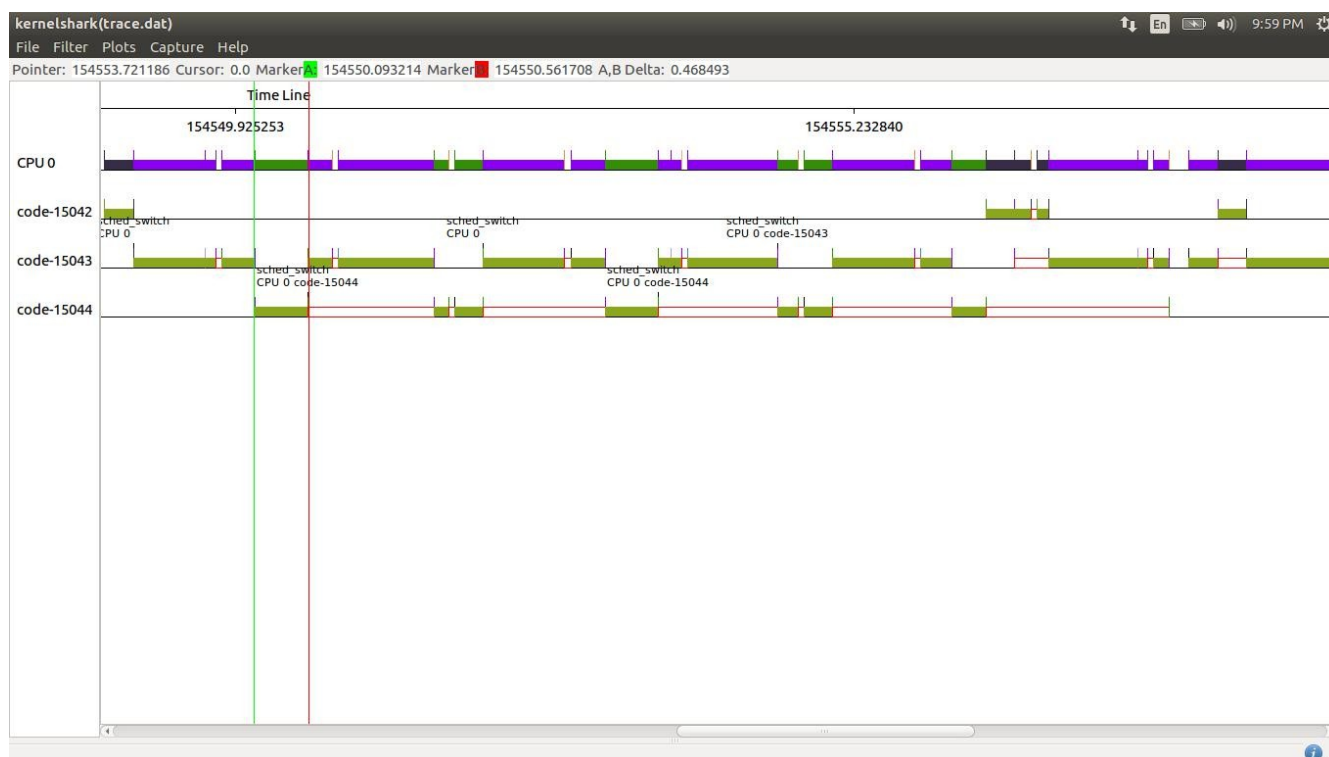 kernelshark(trace.dat)
En
9:59 PM
File Filter Plots Capture Help
Pointer: 154553.721186 Cursor: 0.0 MarkerA: 154550.093214 Marker 154550.561708 A,B Delta: 0.468493
Time Line
154549.925253
154555.232840
CPU 0
code-15042
sched_switch
CPU 0
sched_switch
CPU 0
sched_switch
CPU 0 code-15043
code-15043
sched_switch
CPU 0 code-15044
sched_switch
CPU 0 code-15044
code-15044